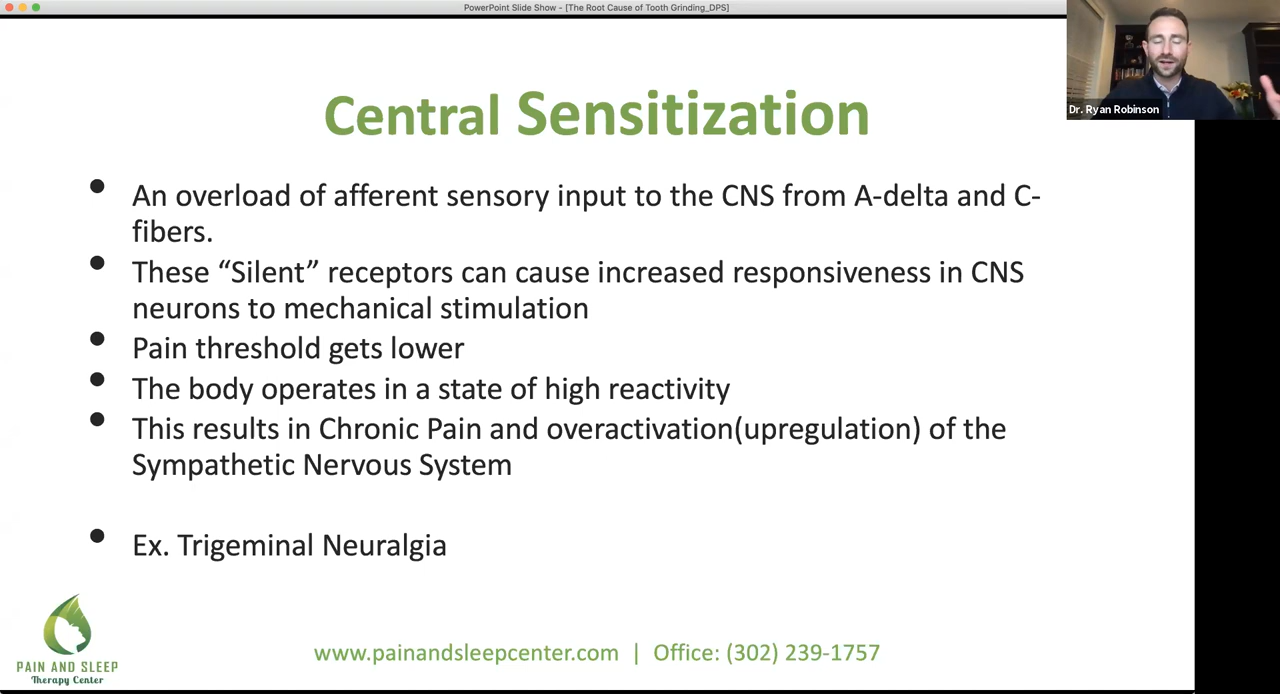 PowerPoint Slide Show - [The Root Cause of Tooth Grinding_DPS]
Dr. Ryan Robinson
Central Sensitization
• An overload of afferent sensory input to the CNS from A-delta and C-
fibers.
• These “Silent” receptors can cause increased responsiveness in CNS
neurons to mechanical stimulation
• Pain threshold gets lower
• The body operates in a state of high reactivity
• This results in Chronic Pain and overactivation(upregulation) of the
Sympathetic Nervous System
• Ex. Trigeminal Neuralgia
PAIN AND SLEEP
Therapy Center
www.painandsleepcenter.com | Office: (302) 239-1757